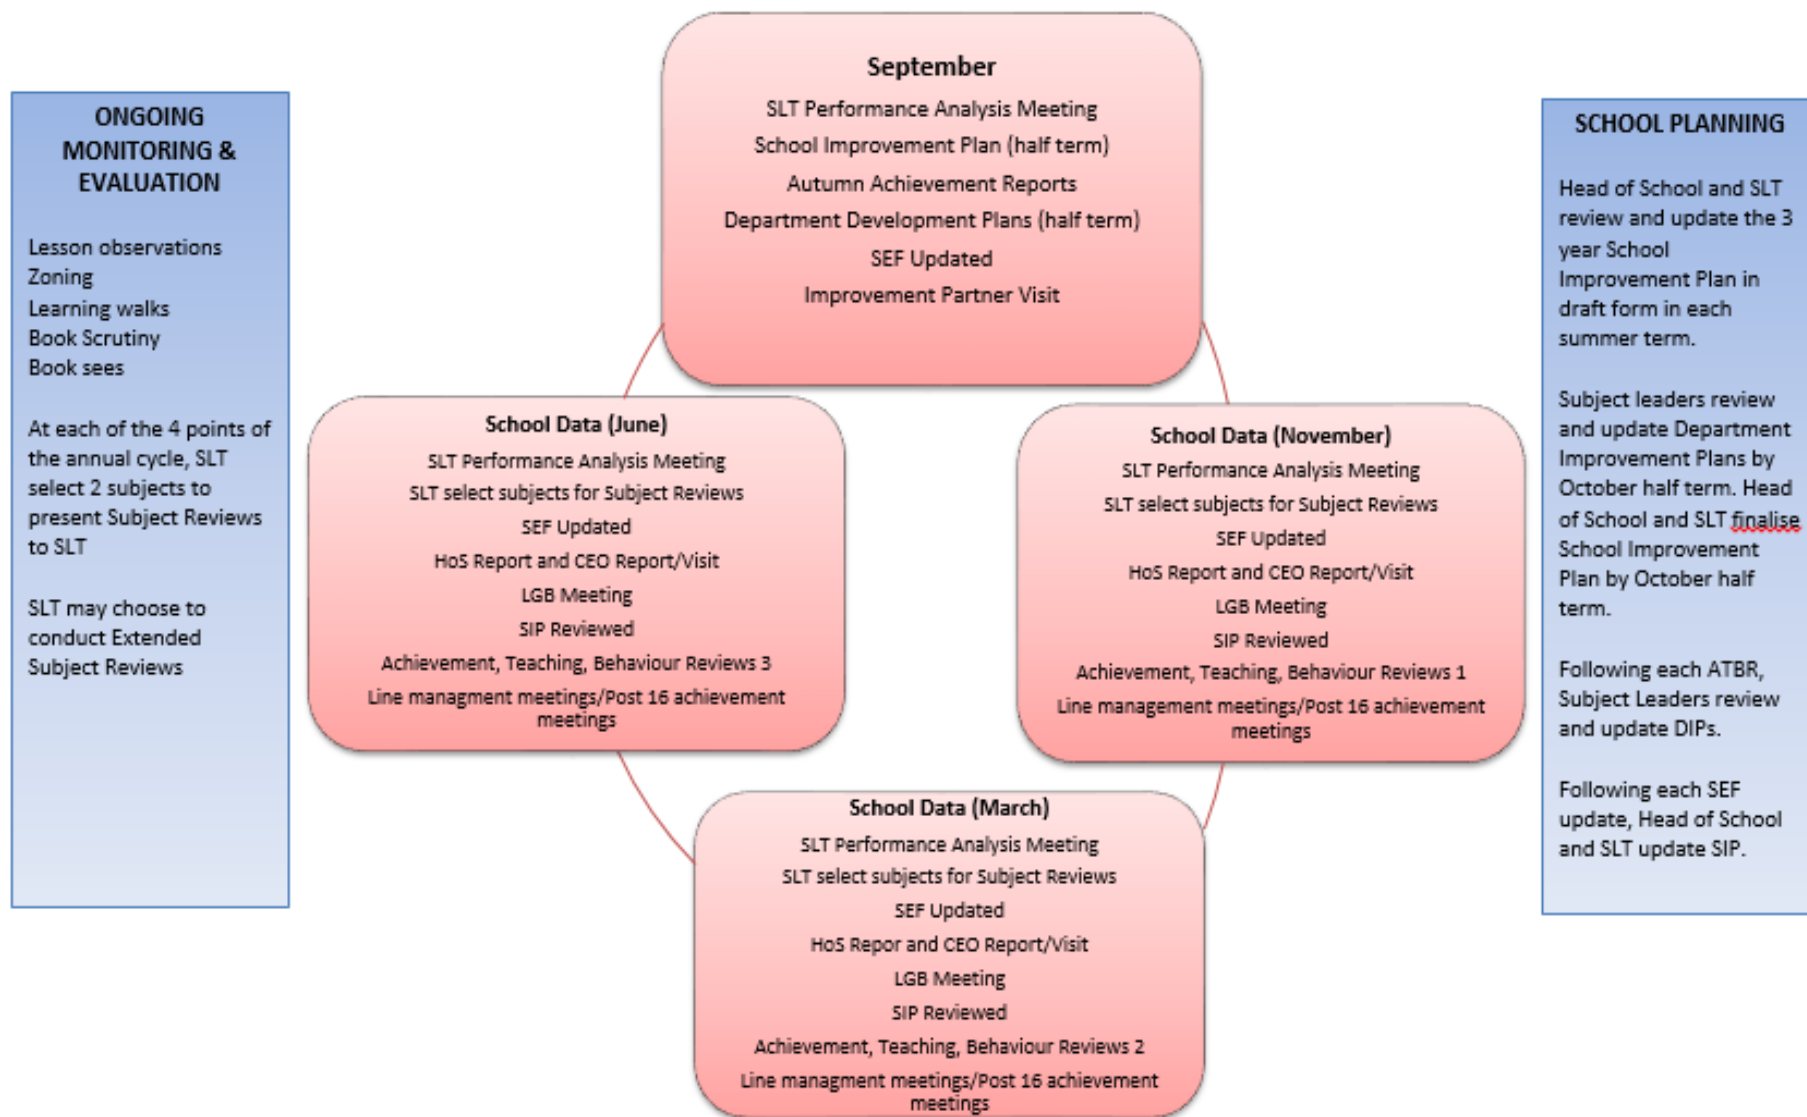 ONGOING
MONITORING &
EVALUATION
Lesson observations
Zoning
Learning walks
Book Scrutiny
Book sees
At each of the 4 points of
the annual cycle, SLT
select 2 subjects to
present Subject Reviews
to SLT
SLT may choose to
conduct Extended
Subject Reviews
September
SLT Performance Analysis Meeting
School Improvement Plan (half term)
Autumn Achievement Reports
Department Development Plans (half term)
SEF Updated
Improvement Partner Visit
School Data (June)
SLT Performance Analysis Meeting
SLT select subjects for Subject Reviews
SEF Updated
HoS Report and CEO Report/Visit
LGB Meeting
SIP Reviewed
Achievement, Teaching, Behaviour Reviews 3
Line managment meetings/Post 16 achievement
meetings
School Data (November)
SLT Performance Analysis Meeting
SLT select subjects for Subject Reviews
SEF Updated
HoS Report and CEO Report/Visit
LGB Meeting
SIP Reviewed
Achievement, Teaching, Behaviour Reviews 1
Line management meetings/Post 16 achievement
meetings
School Data (March)
SLT Performance Analysis Meeting
SLT select subjects for Subject Reviews
SEF Updated
HoS Repor and CEO Report/Visit
LGB Meeting
SIP Reviewed
Achievement, Teaching, Behaviour Reviews 2
Line managment meetings/Post 16 achievement
meetings
SCHOOL PLANNING
Head of School and SLT
review and update the 3
year School
Improvement Plan in
draft form in each
summer term.
Subject leaders review
and update Department
Improvement Plans by
October half term. Head
of School and SLT finalise
School Improvement
Plan by October half
term.
Following each ATBR,
Subject Leaders review
and update DIPs.
Following each SEF
update, Head of School
and SLT update SIP.